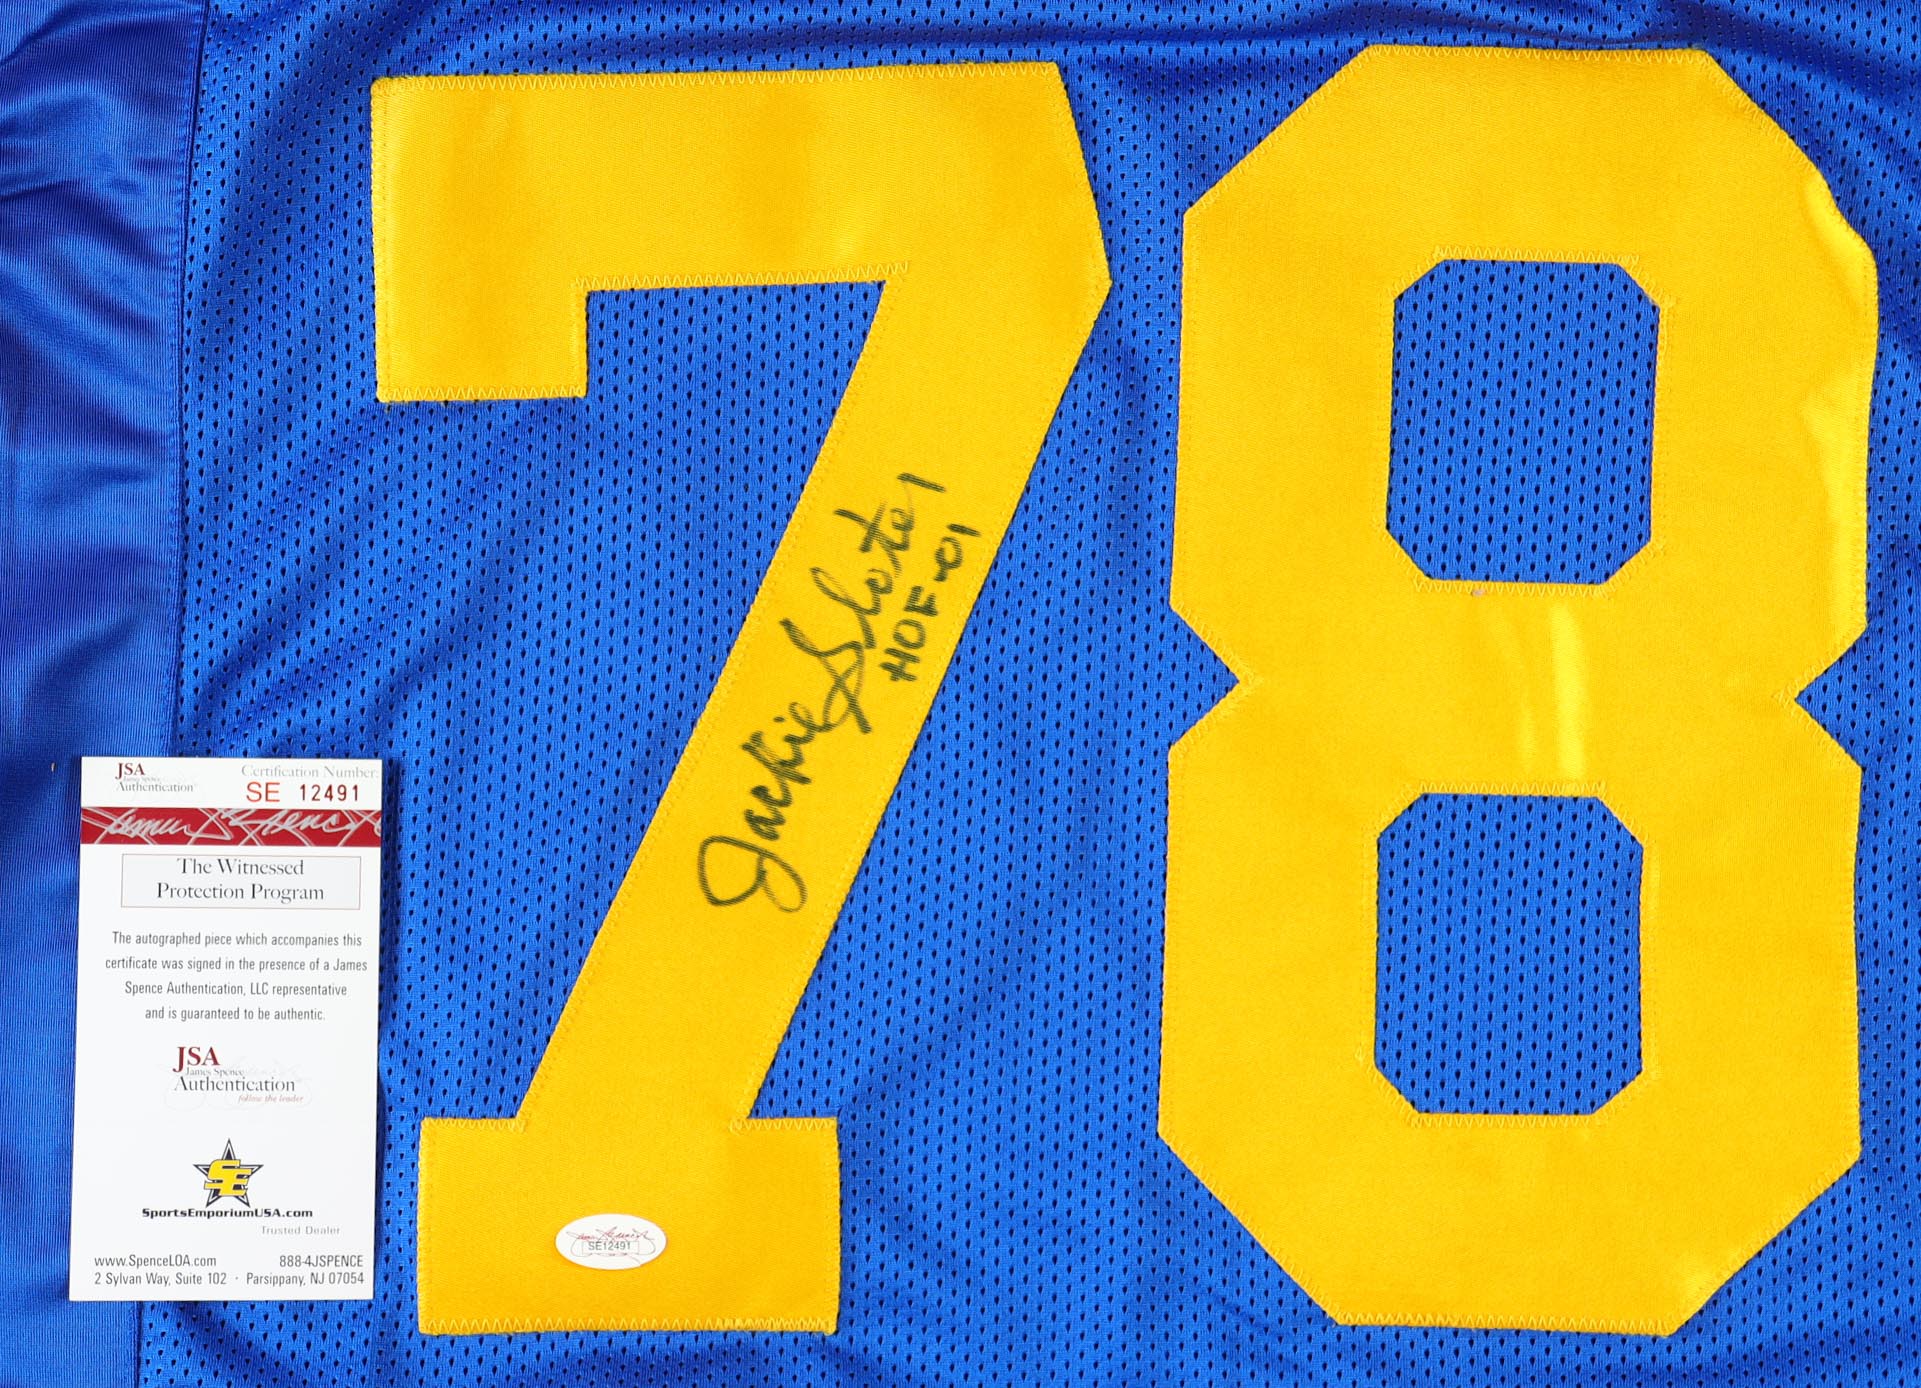 78
Jackie Slater
HOF-01
JSA
James Spence
Authentication
Certification Number:
SE 12491
The Witnessed
Protection Program
The autographed piece which accompanies this
certificate was signed in the presence of a James
Spence Authentication, LLC representative
and is guaranteed to be authentic.
JSA
James Spence
Authentication
follow the leader
SE
SportsEmporiumUSA.com
Trusted Dealer
www.SpenceLOA.com 888-4JSPENCE
2 Sylvan Way, Suite 102 · Parsippany, NJ 07054
SE12491